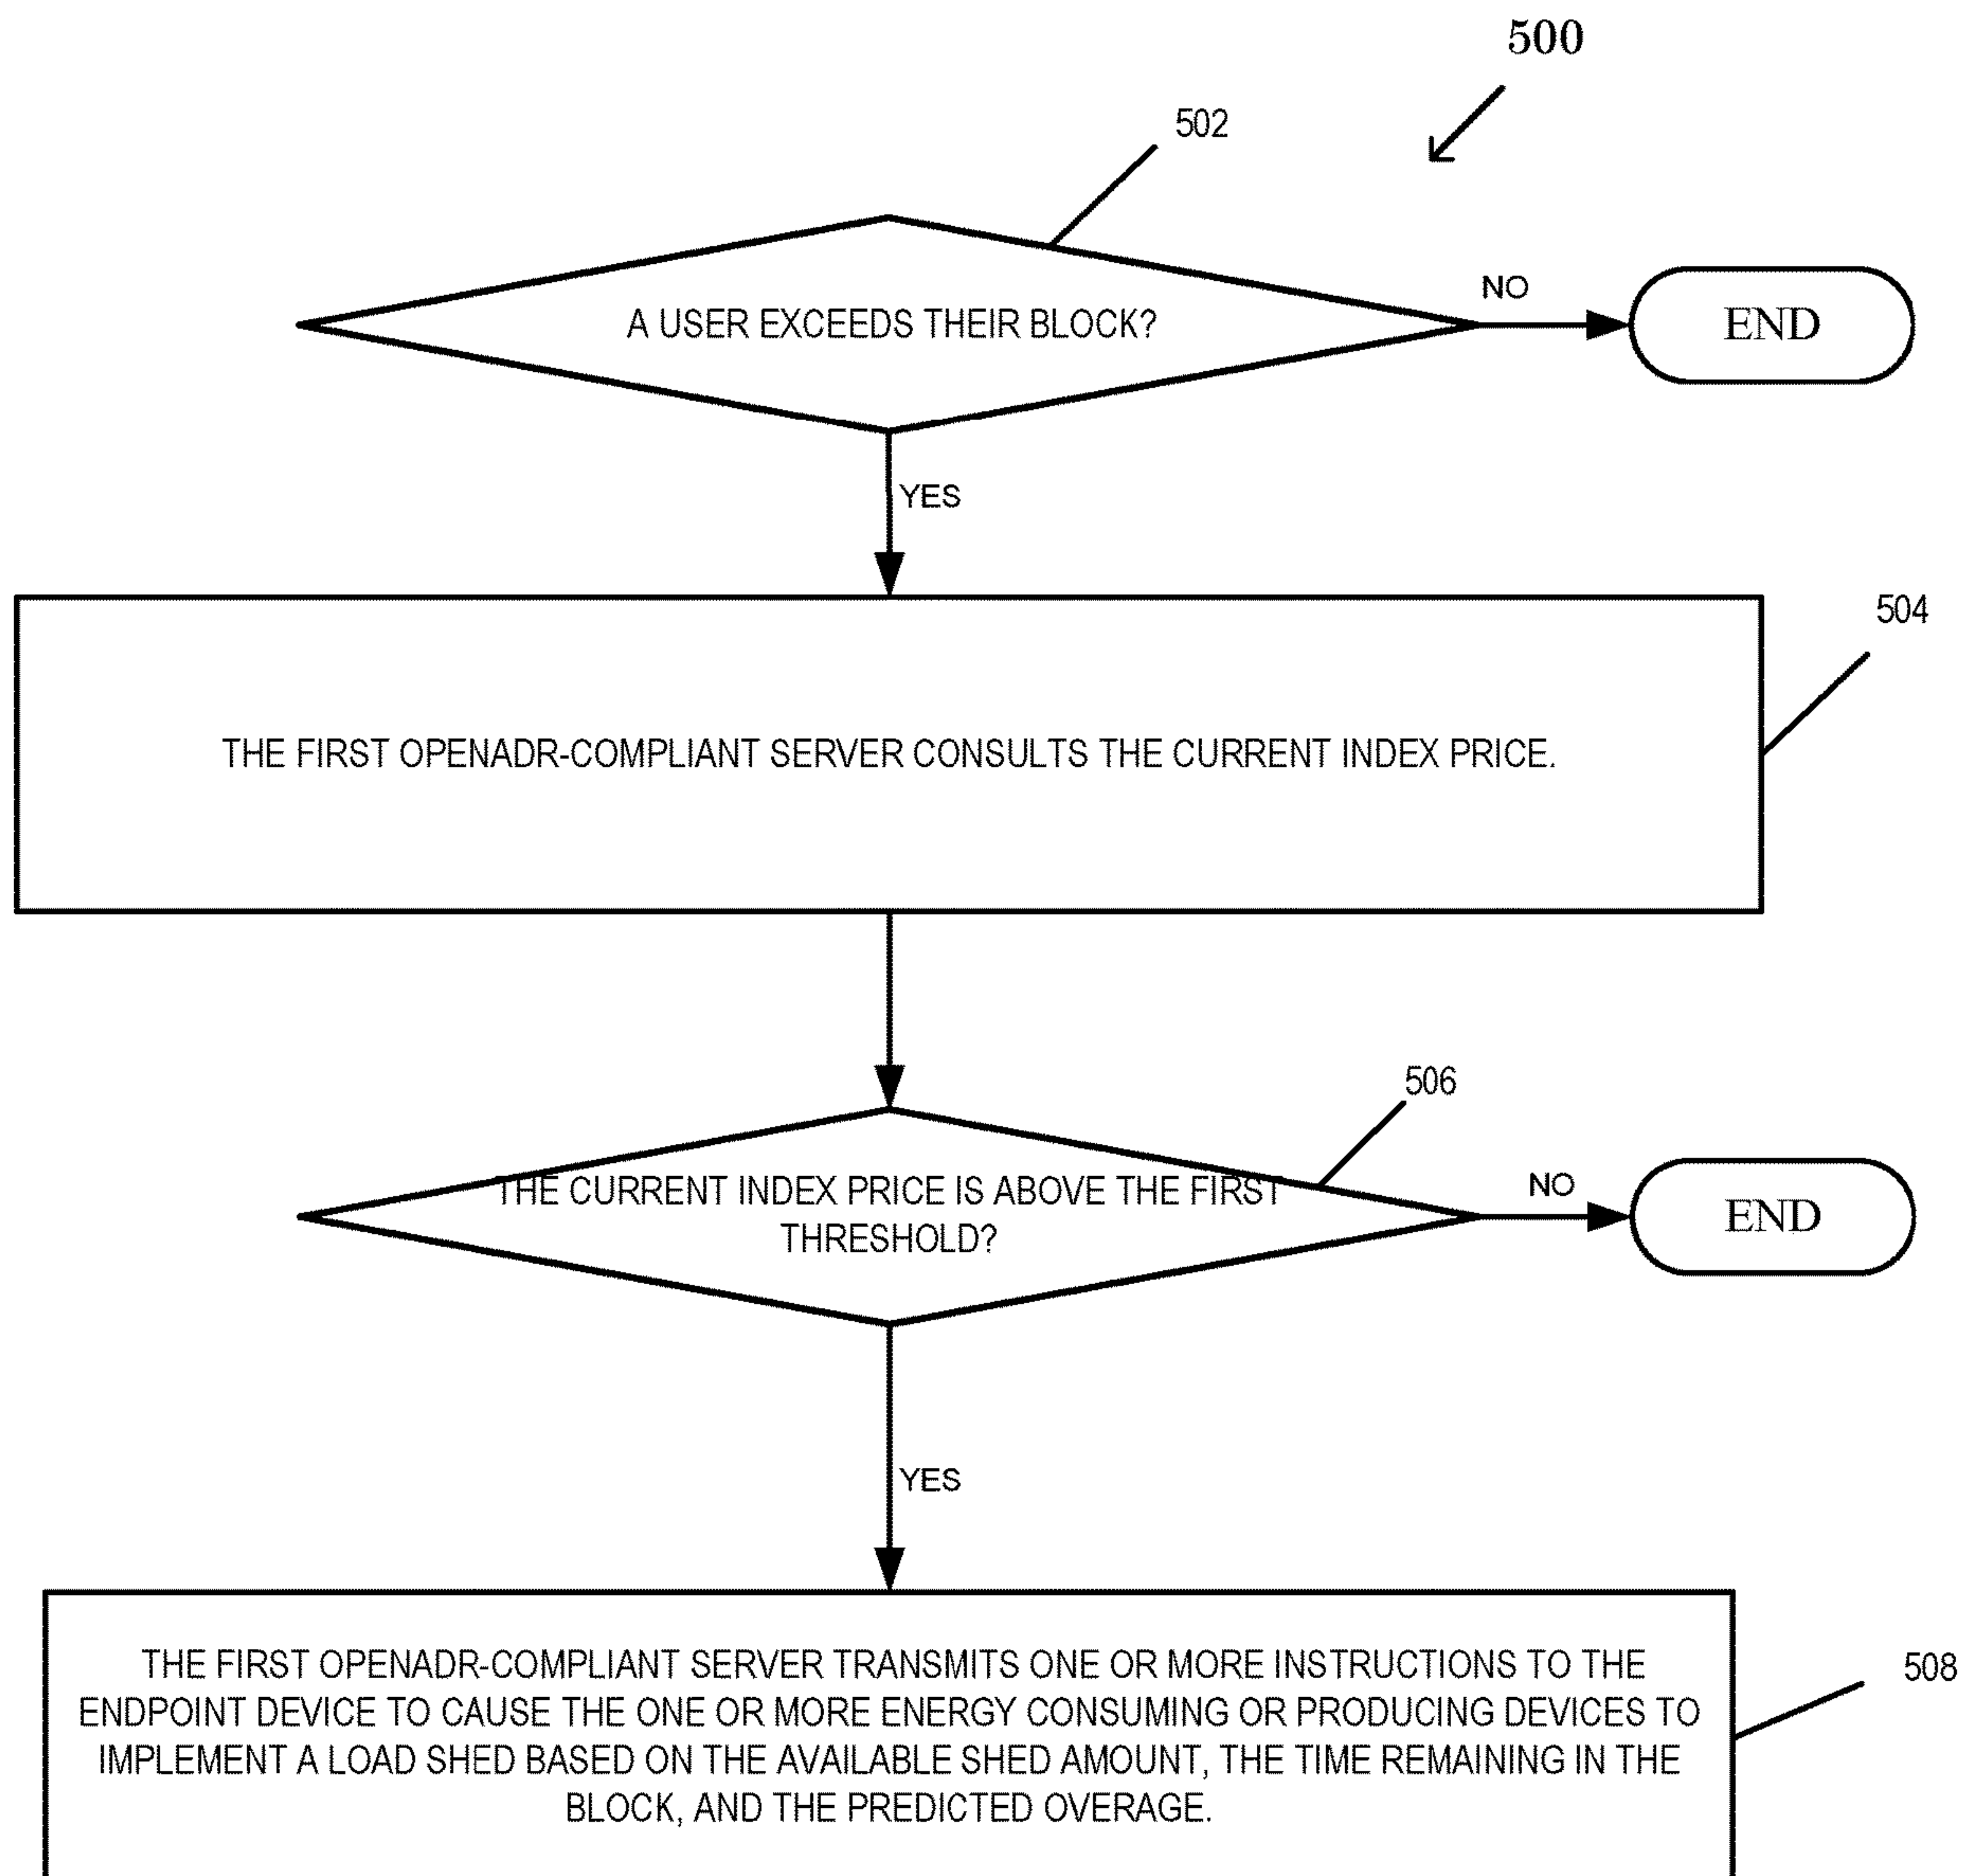 500
502
A USER EXCEEDS THEIR BLOCK?
NO
END
YES
504
THE FIRST OPENADR-COMPLIANT SERVER CONSULTS THE CURRENT INDEX PRICE.
506
THE CURRENT INDEX PRICE IS ABOVE THE FIRST
THRESHOLD?
NO
END
YES
THE FIRST OPENADR-COMPLIANT SERVER TRANSMITS ONE OR MORE INSTRUCTIONS TO THE
ENDPOINT DEVICE TO CAUSE THE ONE OR MORE ENERGY CONSUMING OR PRODUCING DEVICES TO
IMPLEMENT A LOAD SHED BASED ON THE AVAILABLE SHED AMOUNT, THE TIME REMAINING IN THE
BLOCK, AND THE PREDICTED OVERAGE.
508